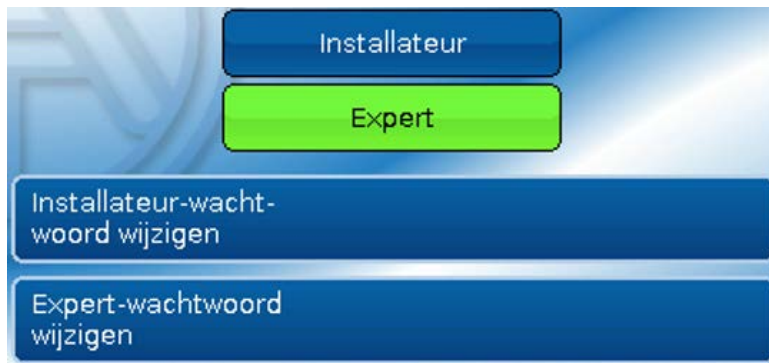 Installateur
Expert
Installateur-wacht-
woord wijzigen
Expert-wachtwoord
wijzigen